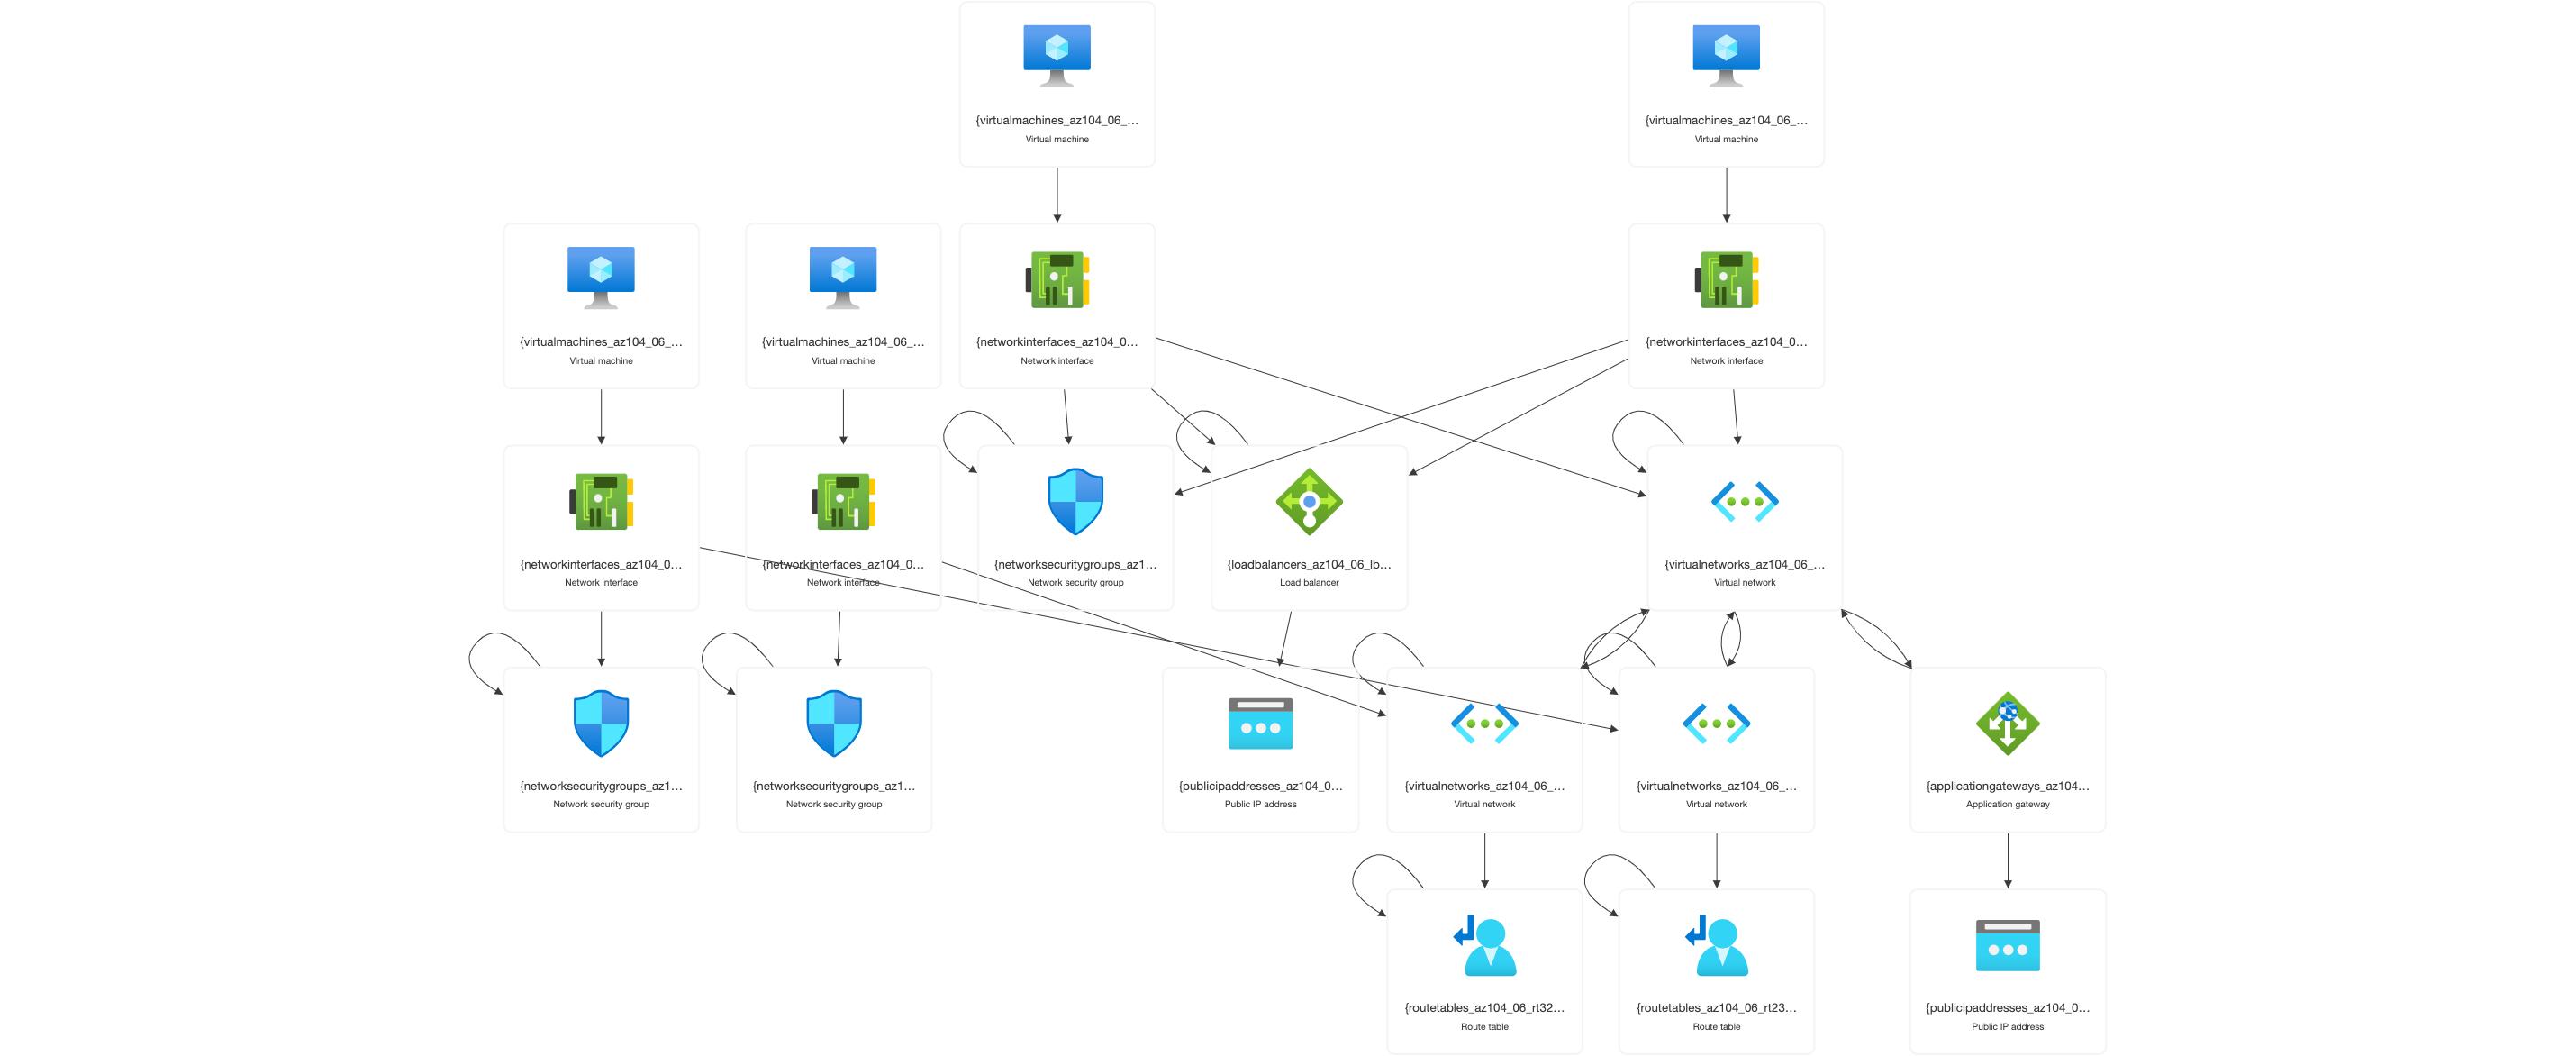 {virtualmachines_az104_06_...
Virtual machine
{virtualmachines_az104_06_...
Virtual machine
{virtualmachines_az104_06_...
Virtual machine
{virtualmachines_az104_06_...
Virtual machine
{networkinterfaces_az104_0...
Network interface
{networkinterfaces_az104_0...
Network interface
{networkinterfaces_az104_0...
Network interface
{networkinterfaces_az104_0...
Network interface
{networksecuritygroups_az1...
Network security group
{loadbalancers_az104_06_lb...
Load balancer
{virtualnetworks_az104_06_...
Virtual network
{networksecuritygroups_az1...
Network security group
{networksecuritygroups_az1...
Network security group
{publicipaddresses_az104_0...
Public IP address
{virtualnetworks_az104_06_...
Virtual network
{virtualnetworks_az104_06_...
Virtual network
{applicationgateways_az104...
Application gateway
{routetables_az104_06_rt32...
Route table
{routetables_az104_06_rt23...
Route table
{publicipaddresses_az104_0...
Public IP address